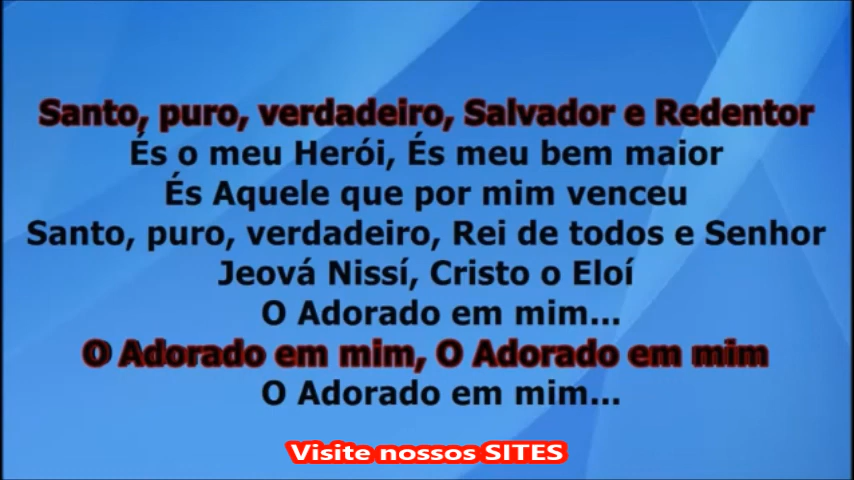 Santo, puro, verdadeiro, Salvador e Redentor
És o meu Herói, És meu bem maior
És Aquele que por mim venceu
Santo, puro, verdadeiro, Rei de todos e Senhor
Jeová Nissí, Cristo o Eloí
O Adorado em mim...
O Adorado em mim, O Adorado em mim
O Adorado em mim...
Visite nossos SITES